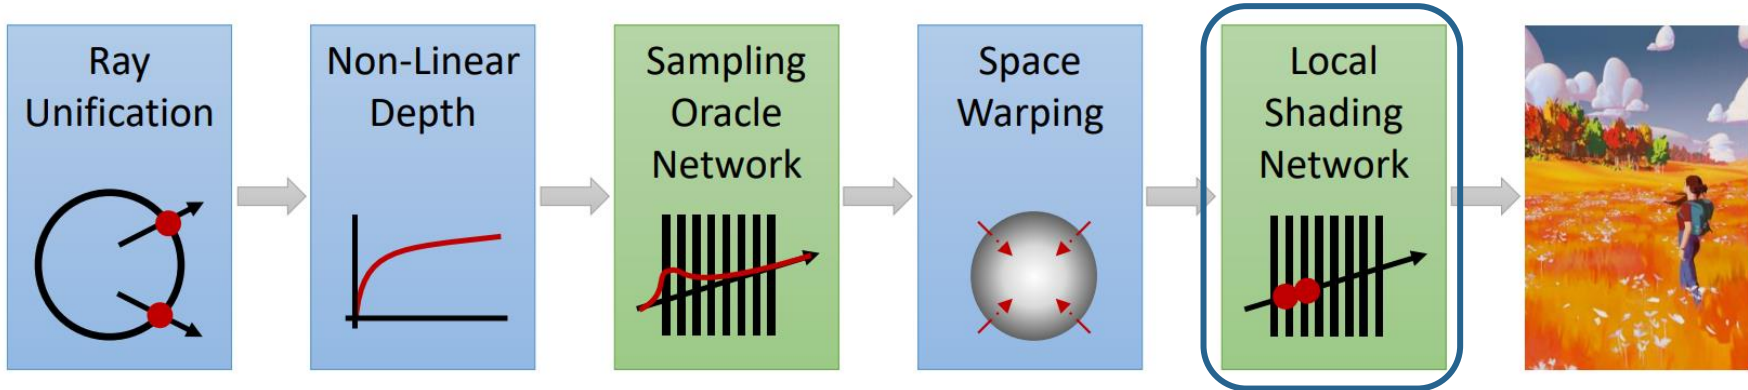 Ray
Unification
Non-Linear
Depth
Sampling
Oracle
Network
Space
Warping
Local
Shading
Network